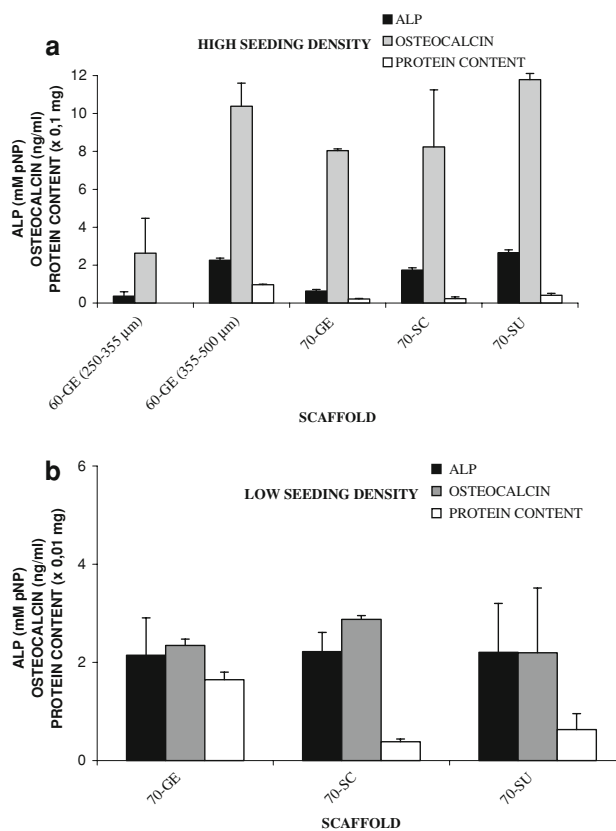 a
HIGH SEEDING DENSITY
ALP
OSTEOCALCIN
PROTEIN CONTENT
ALP (mM pNP)
OSTEOCALCIN (ng/ml)
PROTEIN CONTENT (x 0,1 mg)
12
10
8
6
4
2
0
60-GE (250-355 µm)
60-GE (355-500 µm)
70-GE
70-SC
70-SU
SCAFFOLD
b
LOW SEEDING DENSITY
ALP
OSTEOCALCIN
PROTEIN CONTENT
ALP (mM pNP)
OSTEOCALCIN (ng/ml)
PROTEIN CONTENT (x 0,01 mg)
6
4
2
0
70-GE
70-SC
70-SU
SCAFFOLD